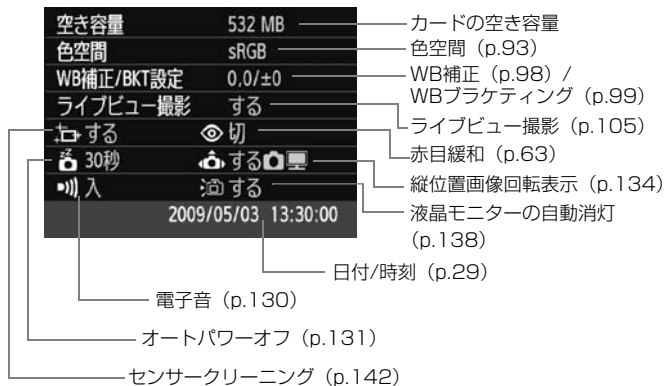 空き容量 532 MB
色空間 sRGB
WB補正/BKT設定 0,0/±0
ライブビュー撮影 する
する 切
30秒 する
入 する
2009/05/03 13:30:00
カードの空き容量
色空間（p.93）
WB補正（p.98）/
WBブラケティング（p.99）
ライブビュー撮影（p.105）
赤目緩和（p.63）
縦位置画像回転表示（p.134）
液晶モニターの自動消灯
（p.138）
日付/時刻（p.29）
電子音（p.130）
オートパワーオフ（p.131）
センサークリーニング（p.142）